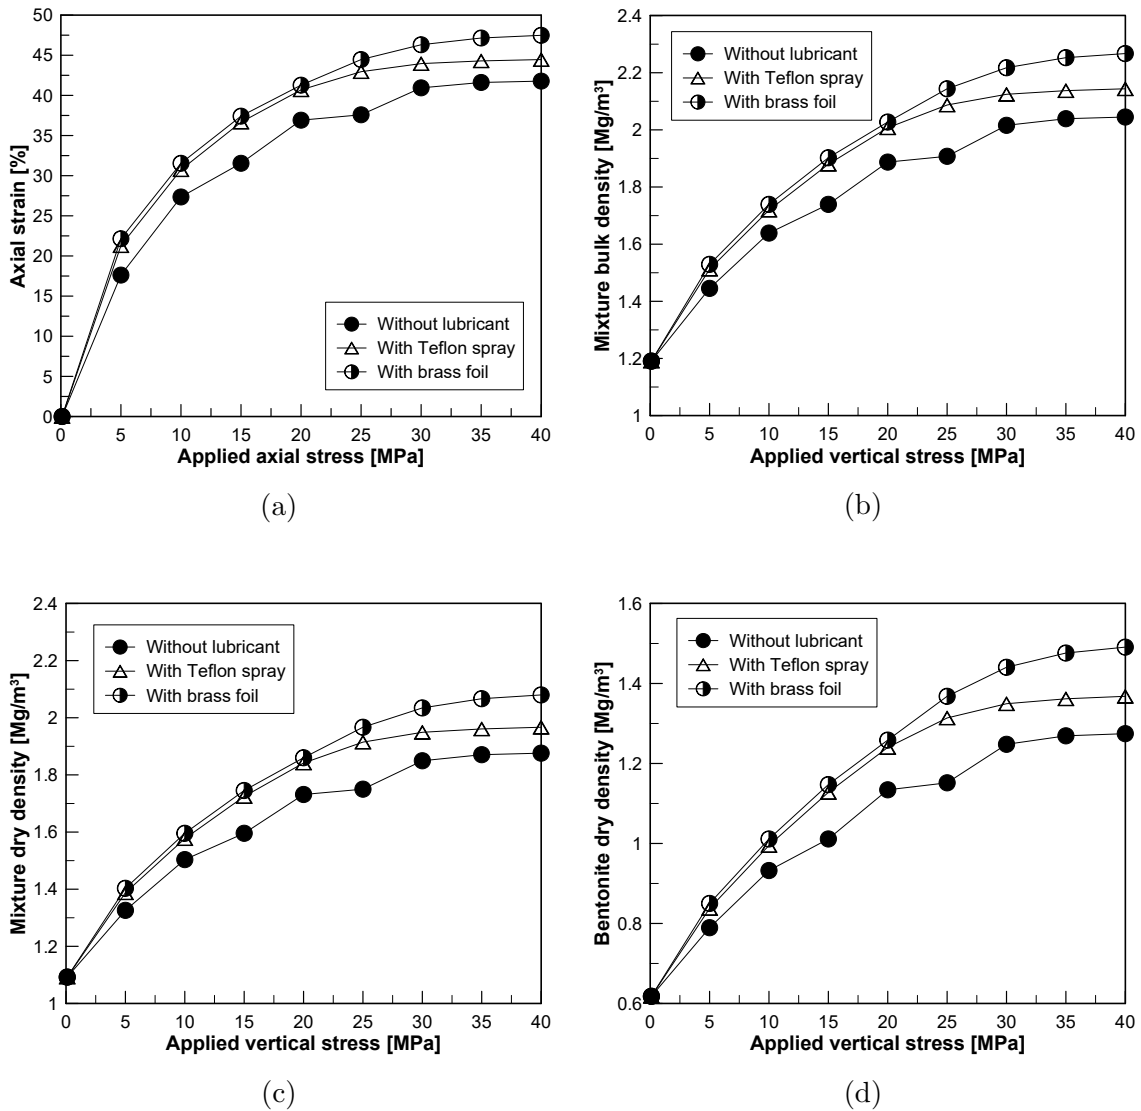 50
45
40
35
30
25
20
15
10
5
0
Axial strain [%]
Without lubricant
With Teflon spray
With brass foil
0 5 10 15 20 25 30 35 40
Applied axial stress [MPa]
(a)
2.4
2.2
2
1.8
1.6
1.4
1.2
1
Mixture bulk density [Mg/m³]
Without lubricant
With Teflon spray
With brass foil
0 5 10 15 20 25 30 35 40
Applied vertical stress [MPa]
(b)
2.4
2.2
2
1.8
1.6
1.4
1.2
1
Mixture dry density [Mg/m³]
Without lubricant
With Teflon spray
With brass foil
0 5 10 15 20 25 30 35 40
Applied vertical stress [MPa]
(c)
1.6
1.4
1.2
1
0.8
0.6
Bentonite dry density [Mg/m³]
Without lubricant
With Teflon spray
With brass foil
0 5 10 15 20 25 30 35 40
Applied vertical stress [MPa]
(d)